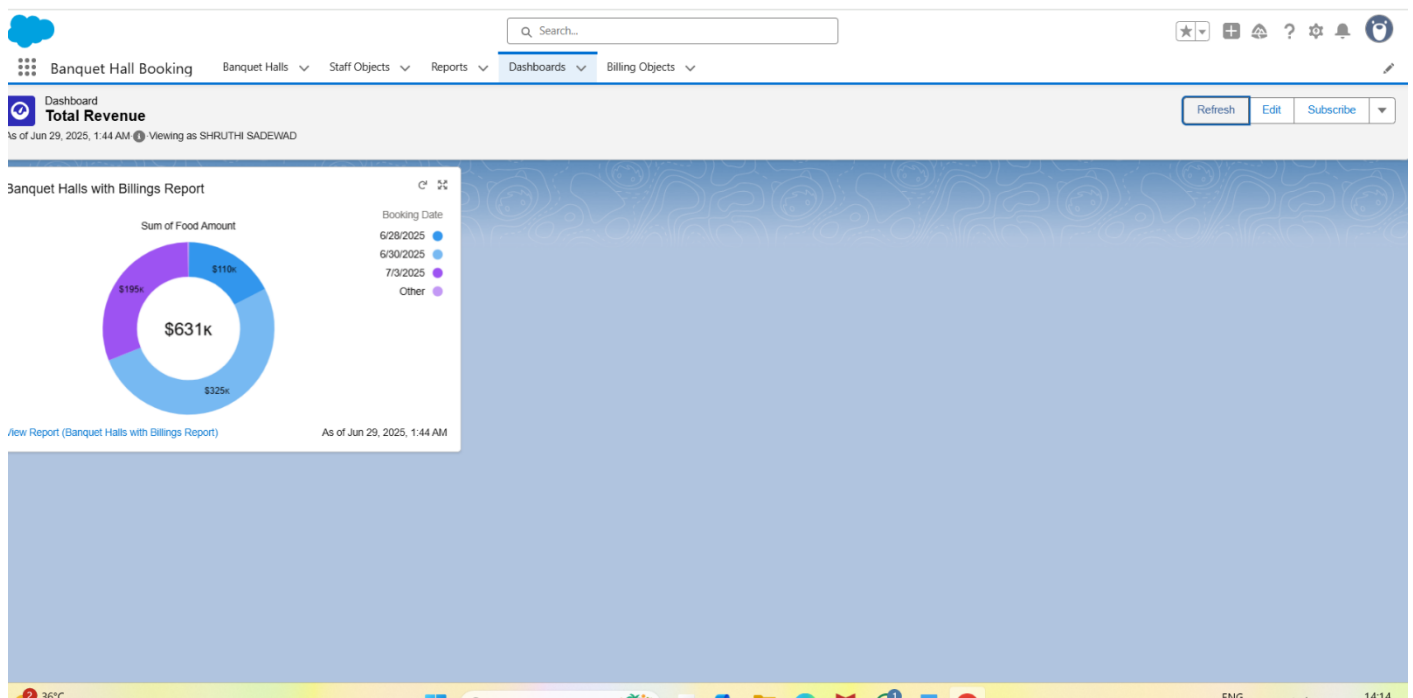 Search...
Banquet Hall Booking Banquet Halls Staff Objects Reports Dashboards Billing Objects
Dashboard
Total Revenue
As of Jun 29, 2025, 1:44 AM Viewing as SHRUTHI SADEWAD
Refresh Edit Subscribe
Banquet Halls with Billings Report
Sum of Food Amount
Booking Date
6/28/2025
6/30/2025
7/3/2025
Other
$110K
$195K
$631K
$325K
View Report (Banquet Halls with Billings Report) As of Jun 29, 2025, 1:44 AM
2 36°C
1
ENG 14:14